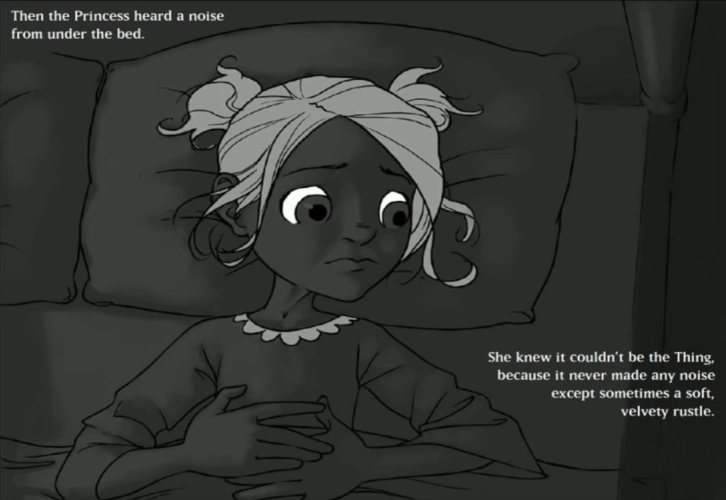 Then the Princess heard a noise
from under the bed.
She knew it couldn't be the Thing,
because it never made any noise
except sometimes a soft,
velvety rustle.